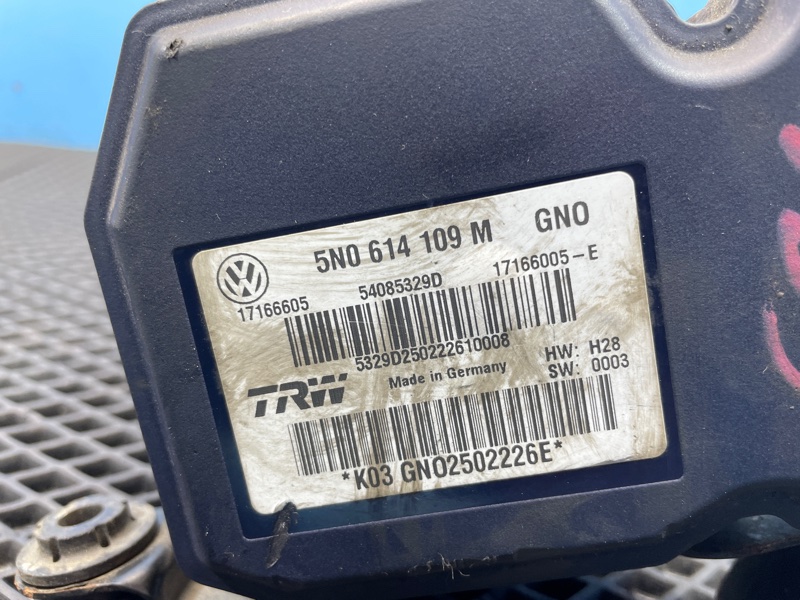 5N0 614 109 M GNO
17166605 54085329D 17166005-E
5329D250222610008
HW: H28
TRW Made in Germany SW: 0003
*K03 GNO2502226E*